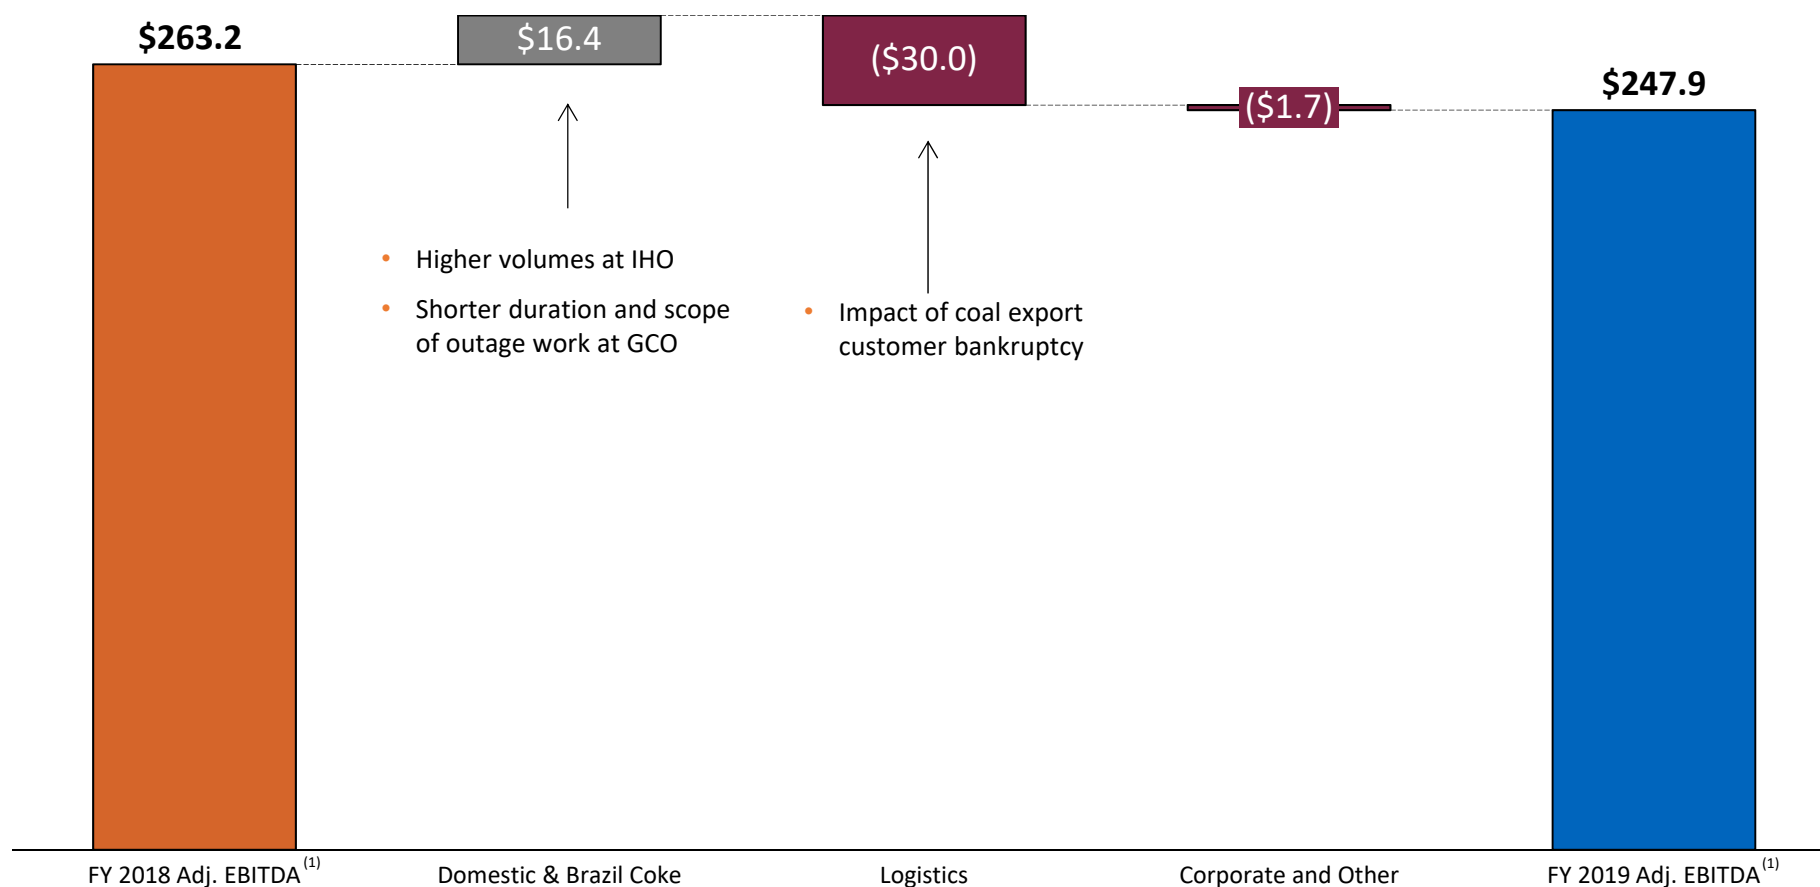 $263.2
$16.4
($30.0)
($1.7)
$247.9
• Higher volumes at IHO
• Shorter duration and scope
of outage work at GCO
• Impact of coal export
customer bankruptcy
FY 2018 Adj. EBITDA (1)
Domestic & Brazil Coke
Logistics
Corporate and Other
FY 2019 Adj. EBITDA (1)